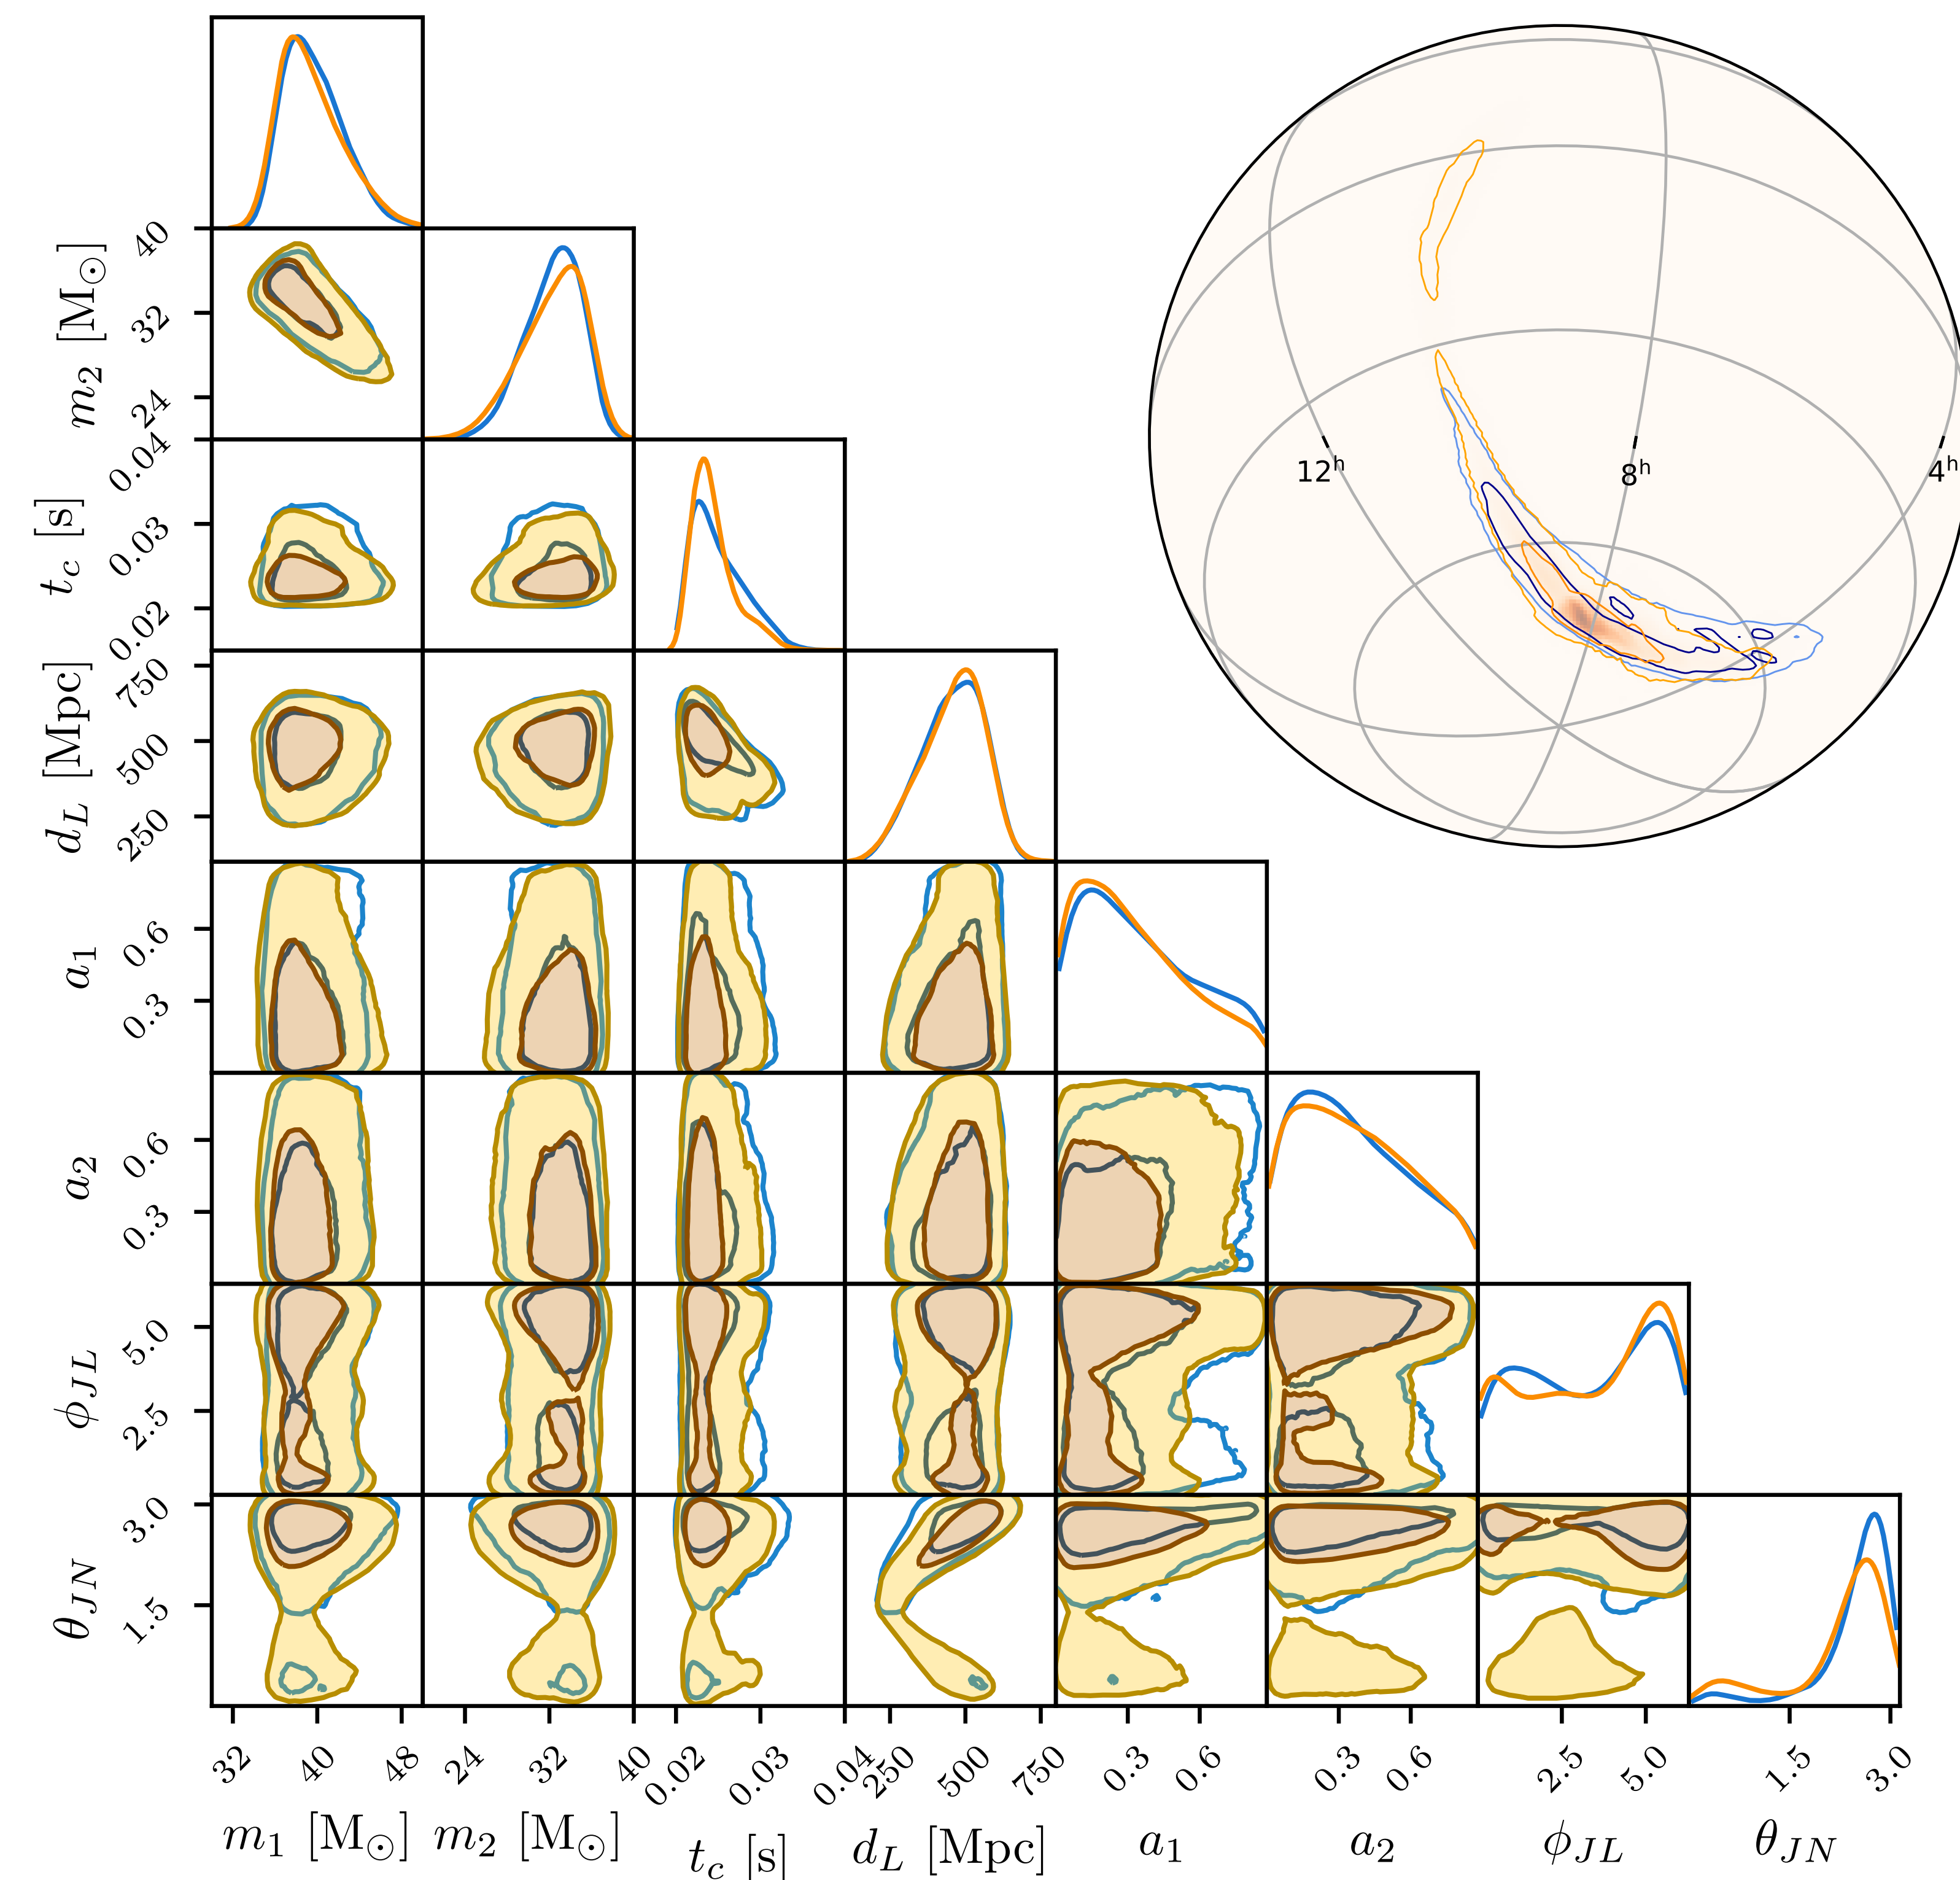 40
32
24
m₂ [M⊙]
0.04
0.03
0.02
t_c [s]
12ʰ
8ʰ
4ʰ
750
500
250
d_L [Mpc]
0.6
0.3
a₁
0.6
0.3
a₂
5.0
2.5
ϕ_JL
3.0
1.5
θ_JN
32 40 48 24 32 40 0.02 0.03 0.04 250 500 750 0.3 0.6 0.3 0.6 2.5 5.0 1.5 3.0
m₁ [M⊙] m₂ [M⊙] t_c [s] d_L [Mpc] a₁ a₂ ϕ_JL θ_JN